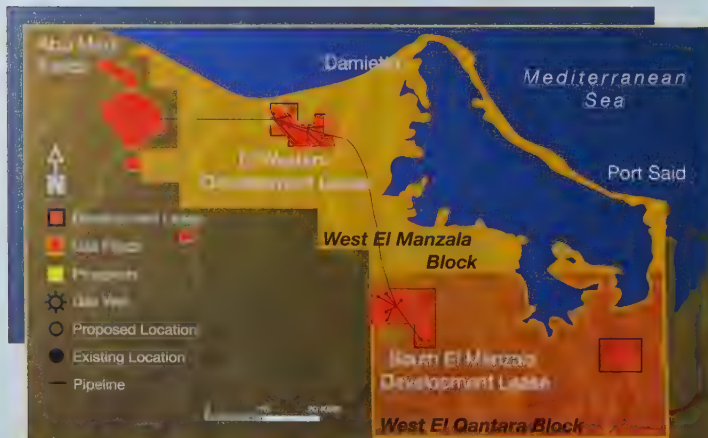 Abu Madi
Fields
Damietta
Mediterranean
Sea
Port Said
El Wastani
Development Lease
N
Development Lease
Gas Fields
Prospects
Gas Well
Proposed Location
Existing Location
Pipeline
West El Manzala
Block
South El Manzala
Development Lease
West El Qantara Block